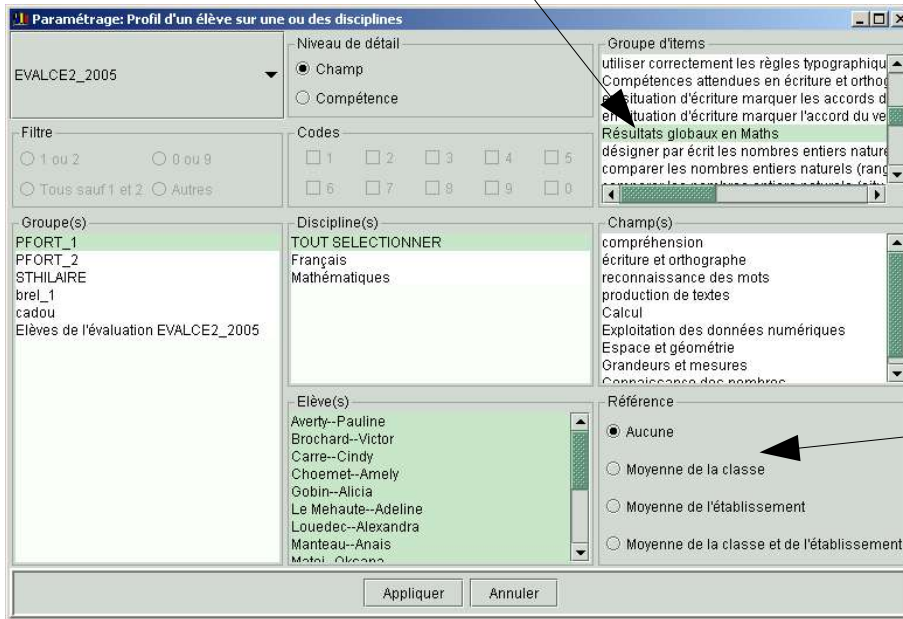 Paramétrage: Profil d'un élève sur une ou des disciplines
EVALCE2_2005
Niveau de détail
Champ
Compétence
Groupe d'items
utiliser correctement les règles typographiqu
Compétences attendues en écriture et orthog
situation d'écriture marquer les accords d
en situation d'écriture marquer l'accord du ve
Résultats globaux en Maths
désigner par écrit les nombres entiers nature
comparer les nombres entiers naturels (rang
Filtre
1 ou 2
0 ou 9
Tous sauf 1 et 2
Autres
Codes
1 2 3 4 5
6 7 8 9 0
Groupe(s)
PFORT_1
PFORT_2
STHILAIRE
brel_1
cadou
Elèves de l'évaluation EVALCE2_2005
Discipline(s)
TOUT SELECTIONNER
Français
Mathématiques
Champ(s)
compréhension
écriture et orthographe
reconnaissance des mots
production de textes
Calcul
Exploitation des données numériques
Espace et géométrie
Grandeurs et mesures
Connaissance des nombres
Elève(s)
Averty--Pauline
Brochard--Victor
Carre--Cindy
Choemet--Amely
Gobin--Alicia
Le Mehaute--Adeline
Louedec--Alexandra
Manteau--Anais
Référence
Aucune
Moyenne de la classe
Moyenne de l'établissement
Moyenne de la classe et de l'établissement
Appliquer
Annuler